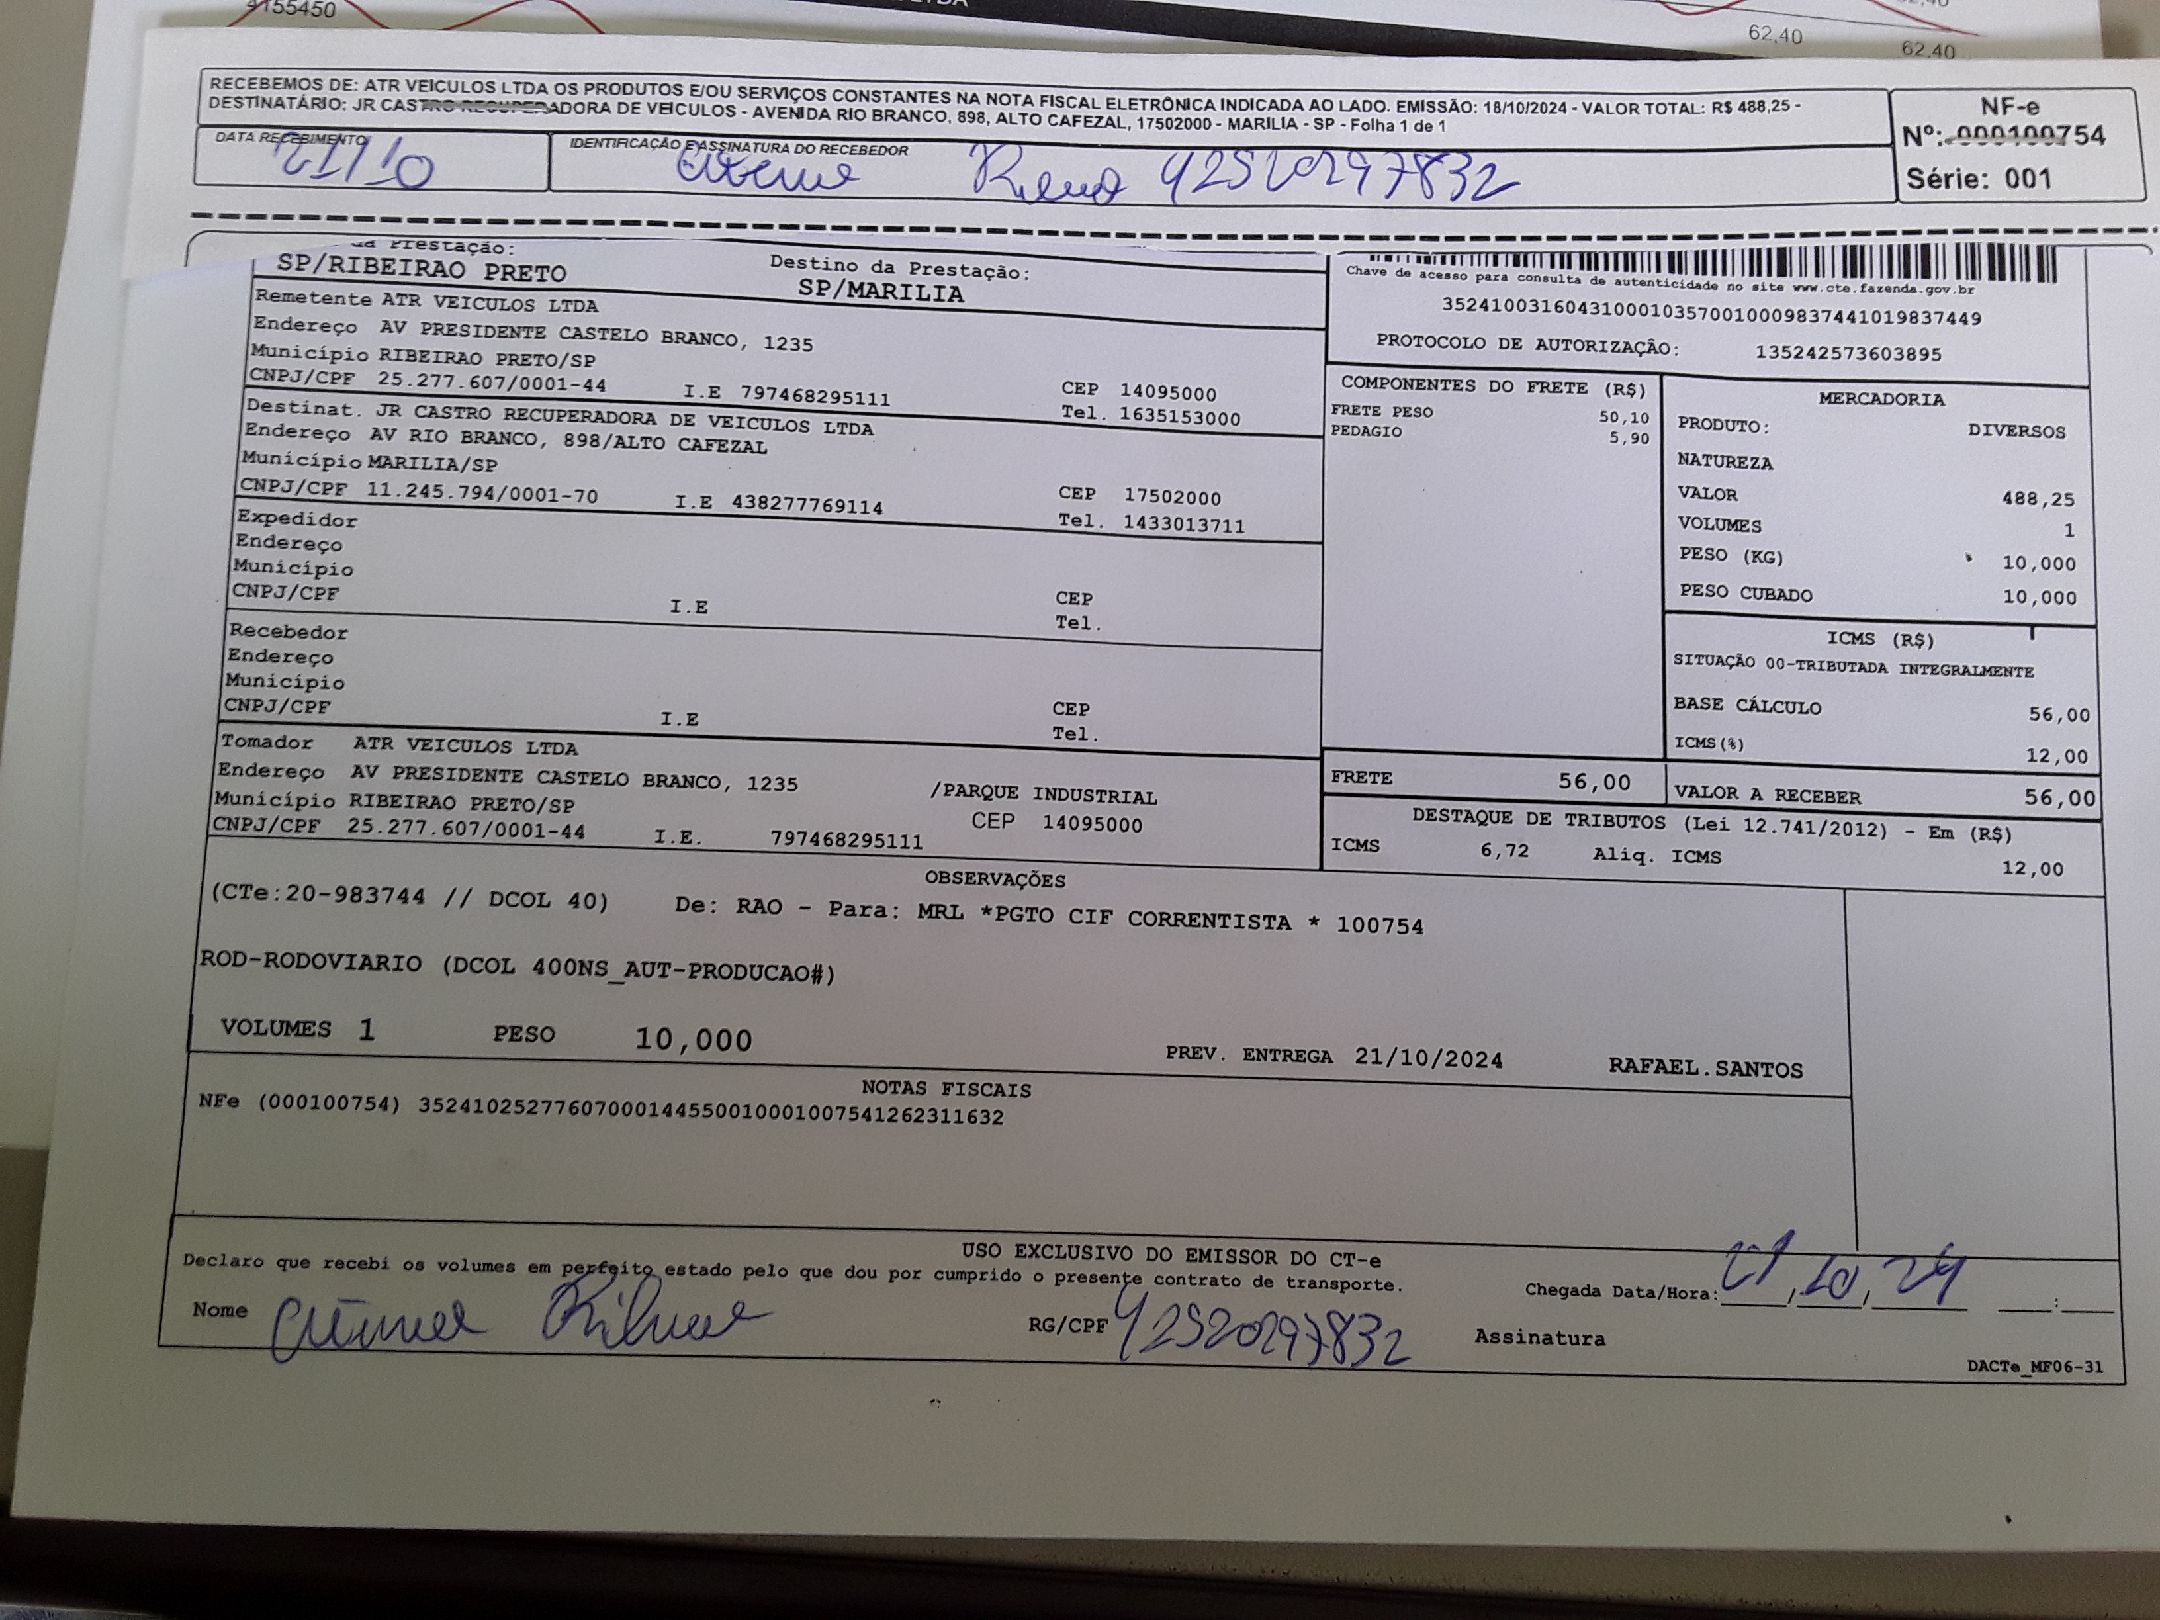 4155450
62,40
62,40
62,40
RECEBEMOS DE: ATR VEICULOS LTDA OS PRODUTOS E/OU SERVIÇOS CONSTANTES NA NOTA FISCAL ELETRÔNICA INDICADA AO LADO. EMISSÃO: 18/10/2024 - VALOR TOTAL: R$ 488,25 -
DESTINATÁRIO: JR CASTRO RECUPERADORA DE VEICULOS - AVENIDA RIO BRANCO, 898, ALTO CAFEZAL, 17502000 - MARILIA - SP - Folha 1 de 1
NF-e
Nº: 000100754
Série: 001
DATA RECEBIMENTO
21/10
IDENTIFICAÇÃO E ASSINATURA DO RECEBEDOR
42520297832
da Prestação:
SP/RIBEIRAO PRETO
Destino da Prestação:
SP/MARILIA
Chave de acesso para consulta de autenticidade no site www.cte.fazenda.gov.br
35241003160431000103570010009837441019837449
PROTOCOLO DE AUTORIZAÇÃO: 135242573603895
Remetente ATR VEICULOS LTDA
Endereço AV PRESIDENTE CASTELO BRANCO, 1235
Município RIBEIRAO PRETO/SP
CNPJ/CPF 25.277.607/0001-44 I.E 797468295111 CEP 14095000
Tel. 1635153000
Destinat. JR CASTRO RECUPERADORA DE VEICULOS LTDA
Endereço AV RIO BRANCO, 898/ALTO CAFEZAL
Município MARILIA/SP
CNPJ/CPF 11.245.794/0001-70 I.E 438277769114 CEP 17502000
Tel. 1433013711
Expedidor
Endereço
Município
CNPJ/CPF I.E CEP
Tel.
Recebedor
Endereço
Município
CNPJ/CPF I.E CEP
Tel.
Tomador ATR VEICULOS LTDA
Endereço AV PRESIDENTE CASTELO BRANCO, 1235 /PARQUE INDUSTRIAL
Município RIBEIRAO PRETO/SP CEP 14095000
CNPJ/CPF 25.277.607/0001-44 I.E. 797468295111
COMPONENTES DO FRETE (R$)
FRETE PESO 50,10
PEDAGIO 5,90
MERCADORIA
PRODUTO: DIVERSOS
NATUREZA
VALOR 488,25
VOLUMES 1
PESO (KG) 10,000
PESO CUBADO 10,000
ICMS (R$)
SITUAÇÃO 00-TRIBUTADA INTEGRALMENTE
BASE CÁLCULO 56,00
ICMS(%) 12,00
FRETE 56,00
VALOR A RECEBER 56,00
DESTAQUE DE TRIBUTOS (Lei 12.741/2012) - Em (R$)
ICMS 6,72 Aliq. ICMS 12,00
OBSERVAÇÕES
(CTe:20-983744 // DCOL 40) De: RAO - Para: MRL *PGTO CIF CORRENTISTA * 100754
ROD-RODOVIARIO (DCOL 400NS_AUT-PRODUCAO#)
VOLUMES 1 PESO 10,000
PREV. ENTREGA 21/10/2024 RAFAEL.SANTOS
NOTAS FISCAIS
NFe (000100754) 35241025277607000144550010001007541262311632
USO EXCLUSIVO DO EMISSOR DO CT-e
Declaro que recebi os volumes em perfeito estado pelo que dou por cumprido o presente contrato de transporte.
Chegada Data/Hora: 21,10,24 :
Nome
RG/CPF 42520297832
Assinatura
DACTe_MF06-31